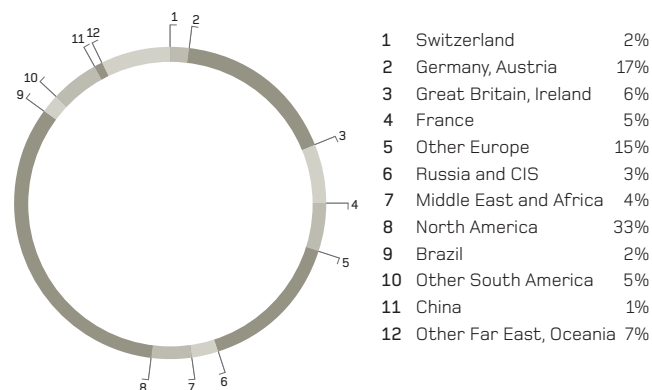 1 2
3
4
5
6
7
8
9
10
11 12
1 Switzerland 2%
2 Germany, Austria 17%
3 Great Britain, Ireland 6%
4 France 5%
5 Other Europe 15%
6 Russia and CIS 3%
7 Middle East and Africa 4%
8 North America 33%
9 Brazil 2%
10 Other South America 5%
11 China 1%
12 Other Far East, Oceania 7%